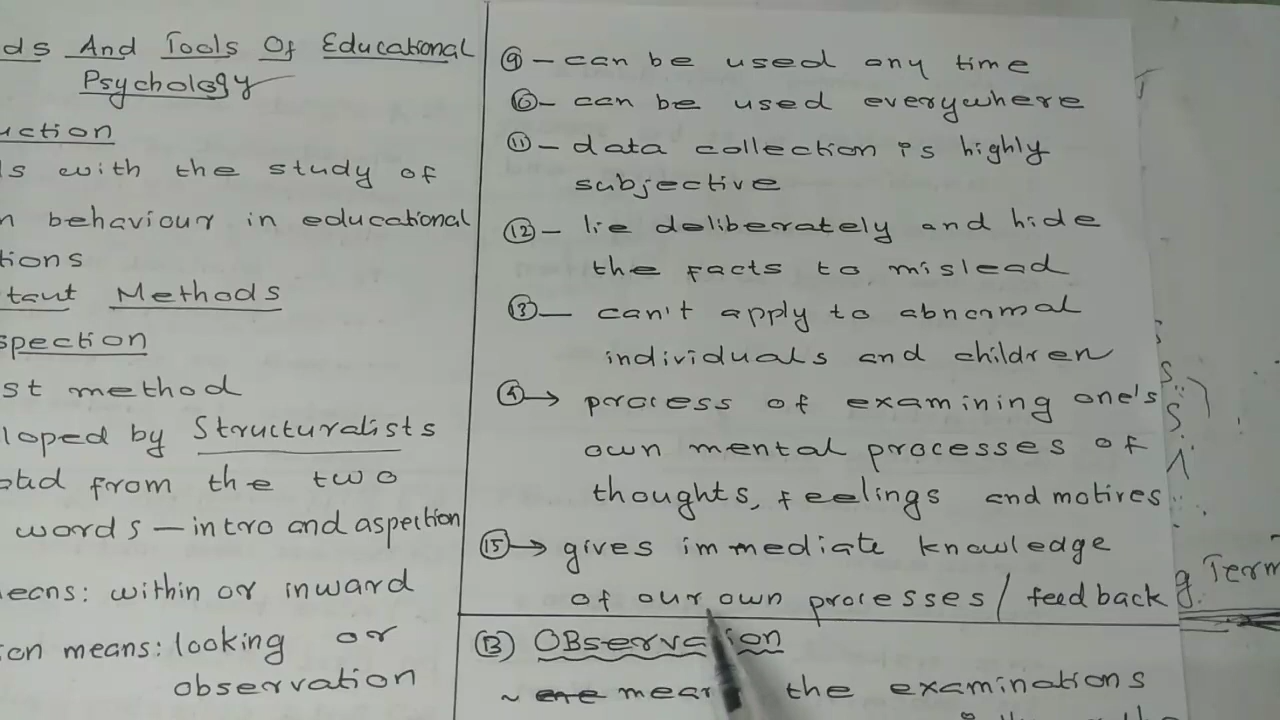 ds And Tools Of Educational
Psychology
uction
ls with the study of
n behaviour in educational
tions
tant Methods
spection
st method
loped by Structuralists
ated from the two
words — intro and aspection
means: within or inward
ion means: looking or
observation
⑨ – can be used any time
⑩ – can be used everywhere
⑪ – data collection is highly
subjective
⑫ – lie deliberately and hide
the facts to mislead
⑬ — can't apply to abnormal
individuals and children
⑭ → process of examining one's
own mental processes of
thoughts, feelings and motives
⑮ → gives immediate knowledge
of our own processes / feedback
Ⓑ Observation
~ means the examinations
g. Term